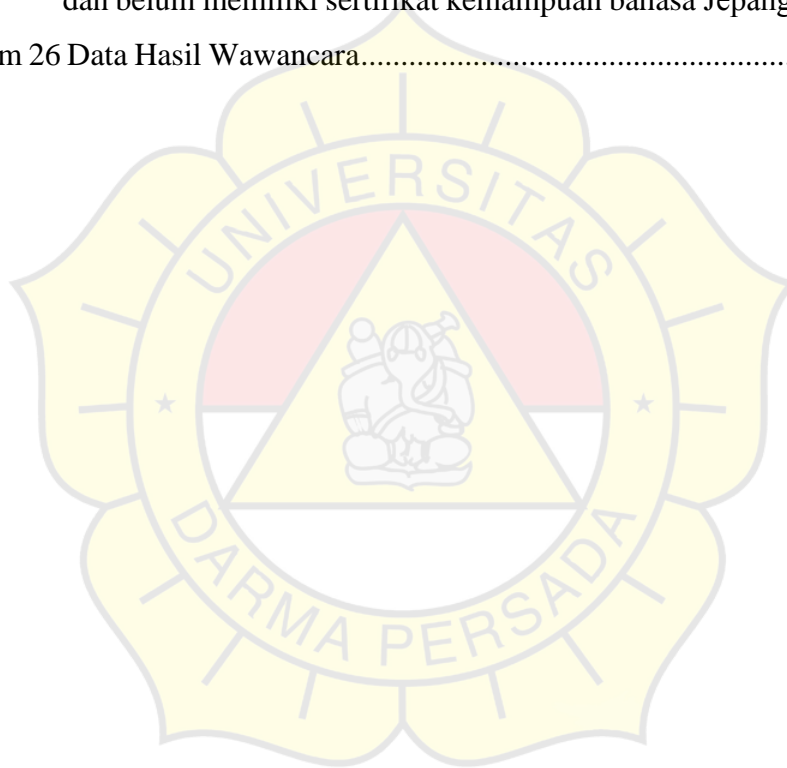 dan belum memiliki sertifikat kemampuan bahasa Jepang
26 Data Hasil Wawancara........................................................
UNIVERSITAS
DARMA PERSADA